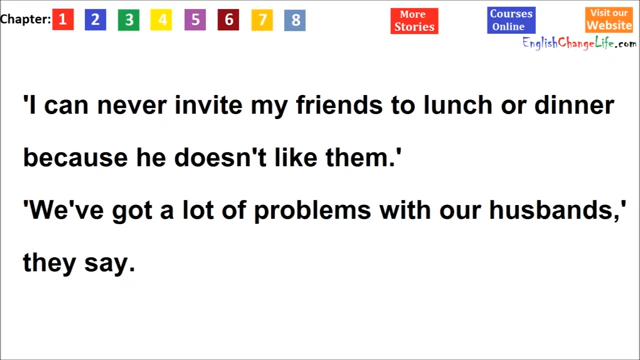 Chapter: 1 2 3 4 5 6 7 8 More Stories Courses Online Visit our Website
EnglishChangeLife.com
'I can never invite my friends to lunch or dinner
because he doesn't like them.'
'We've got a lot of problems with our husbands,'
they say.